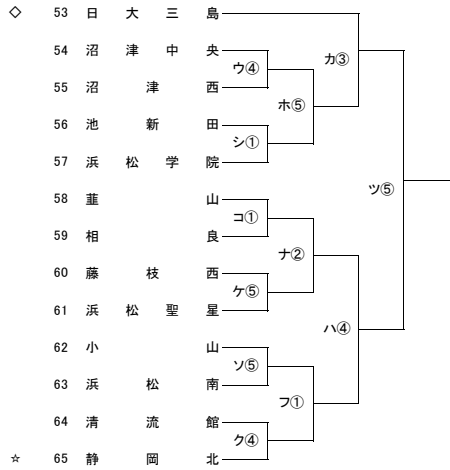 ◇ 53 日大三島
54 沼津中央
55 沼津西
56 池新田
57 浜松学院
58 韮山
59 相良
60 藤枝西
61 浜松聖星
62 小山
63 浜松南
64 清流館
☆ 65 静岡北
ウ④
シ①
コ①
ケ⑤
ソ⑤
ク④
ホ⑤
ナ②
フ①
カ③
ハ④
ツ⑤